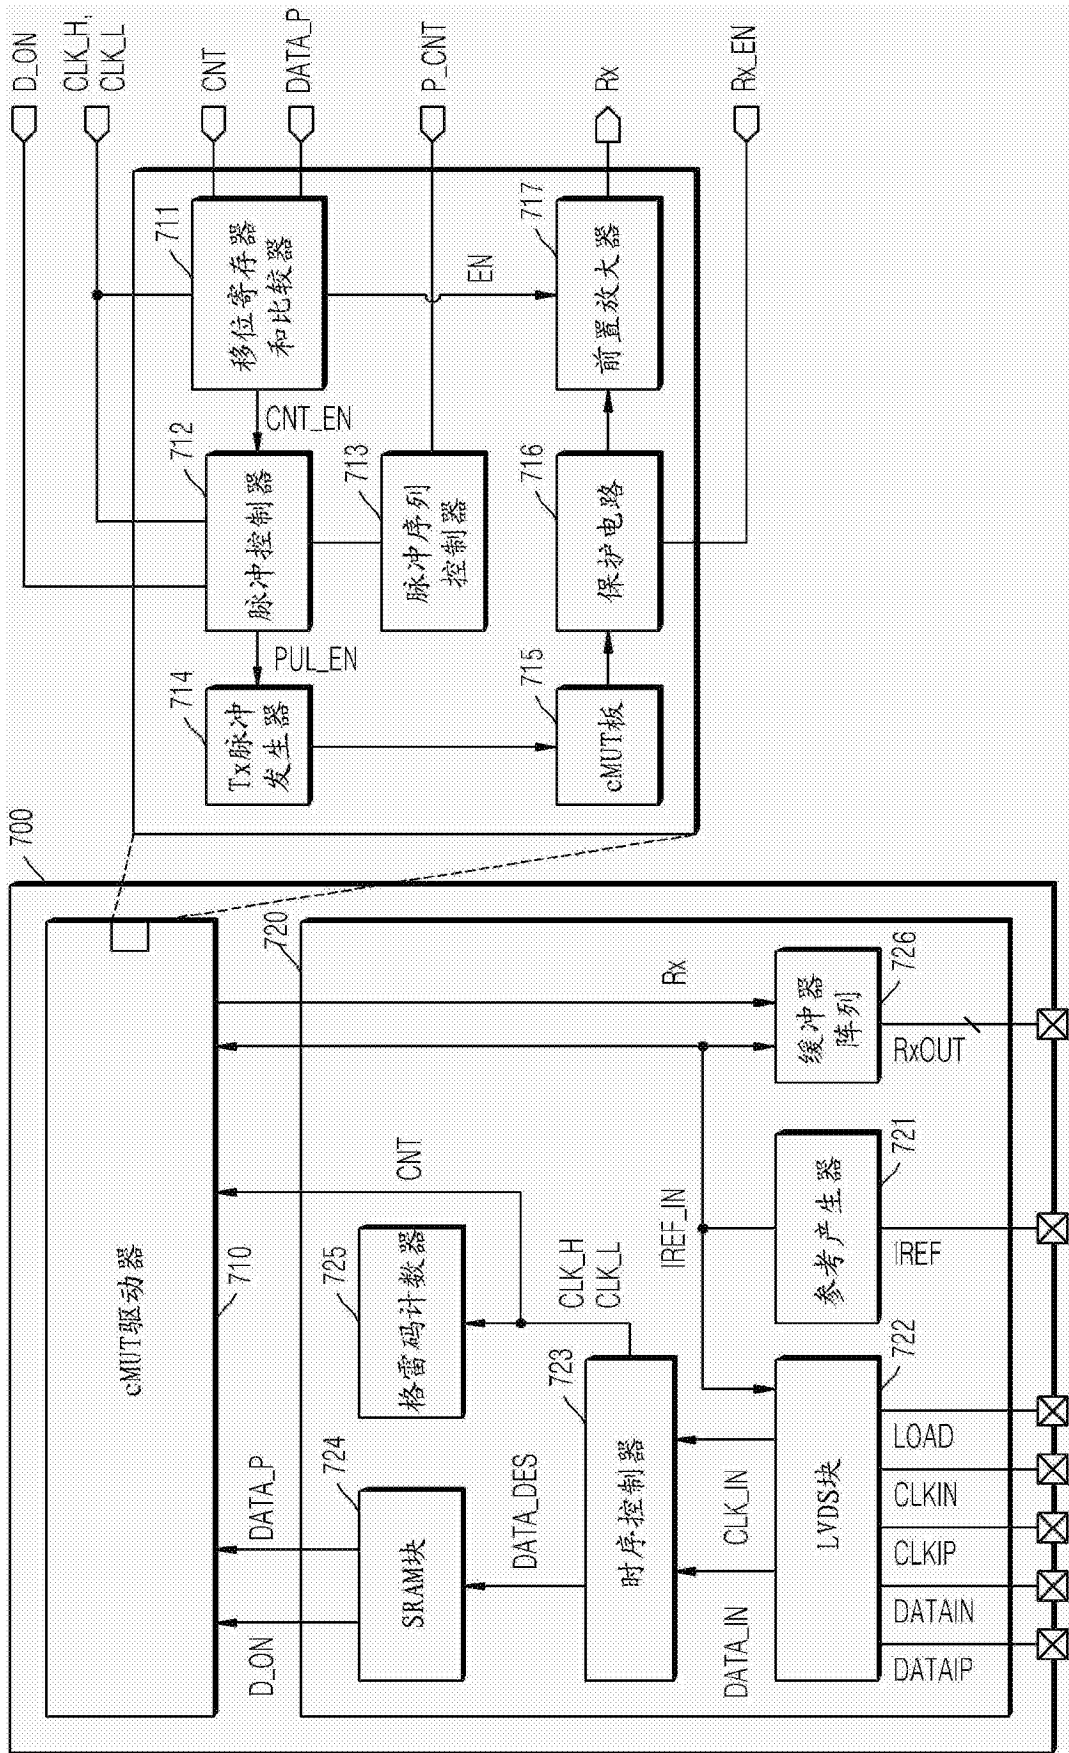 700
cMUT驱动器
710
D_ON
DATA_P
CNT
Rx
720
SRAM块
724
格雷码计数器
725
DATA_DES
CLK_H
CLK_L
IREF_IN
时序控制器
723
DATA_IN
CLK_IN
LVDS块
722
参考产生器
721
缓冲器
阵列
726
DATAIP
DATAIN
CLKIP
CLKIN
LOAD
IREF
RxOUT
D_ON
CLK_H,
CLK_L
CNT
DATA_P
P_CNT
Rx
Rx_EN
Tx脉冲
发生器
714
PUL_EN
脉冲控制器
712
CNT_EN
移位寄存器
和比较器
711
脉冲序列
控制器
713
EN
cMUT板
715
保护电路
716
前置放大器
717